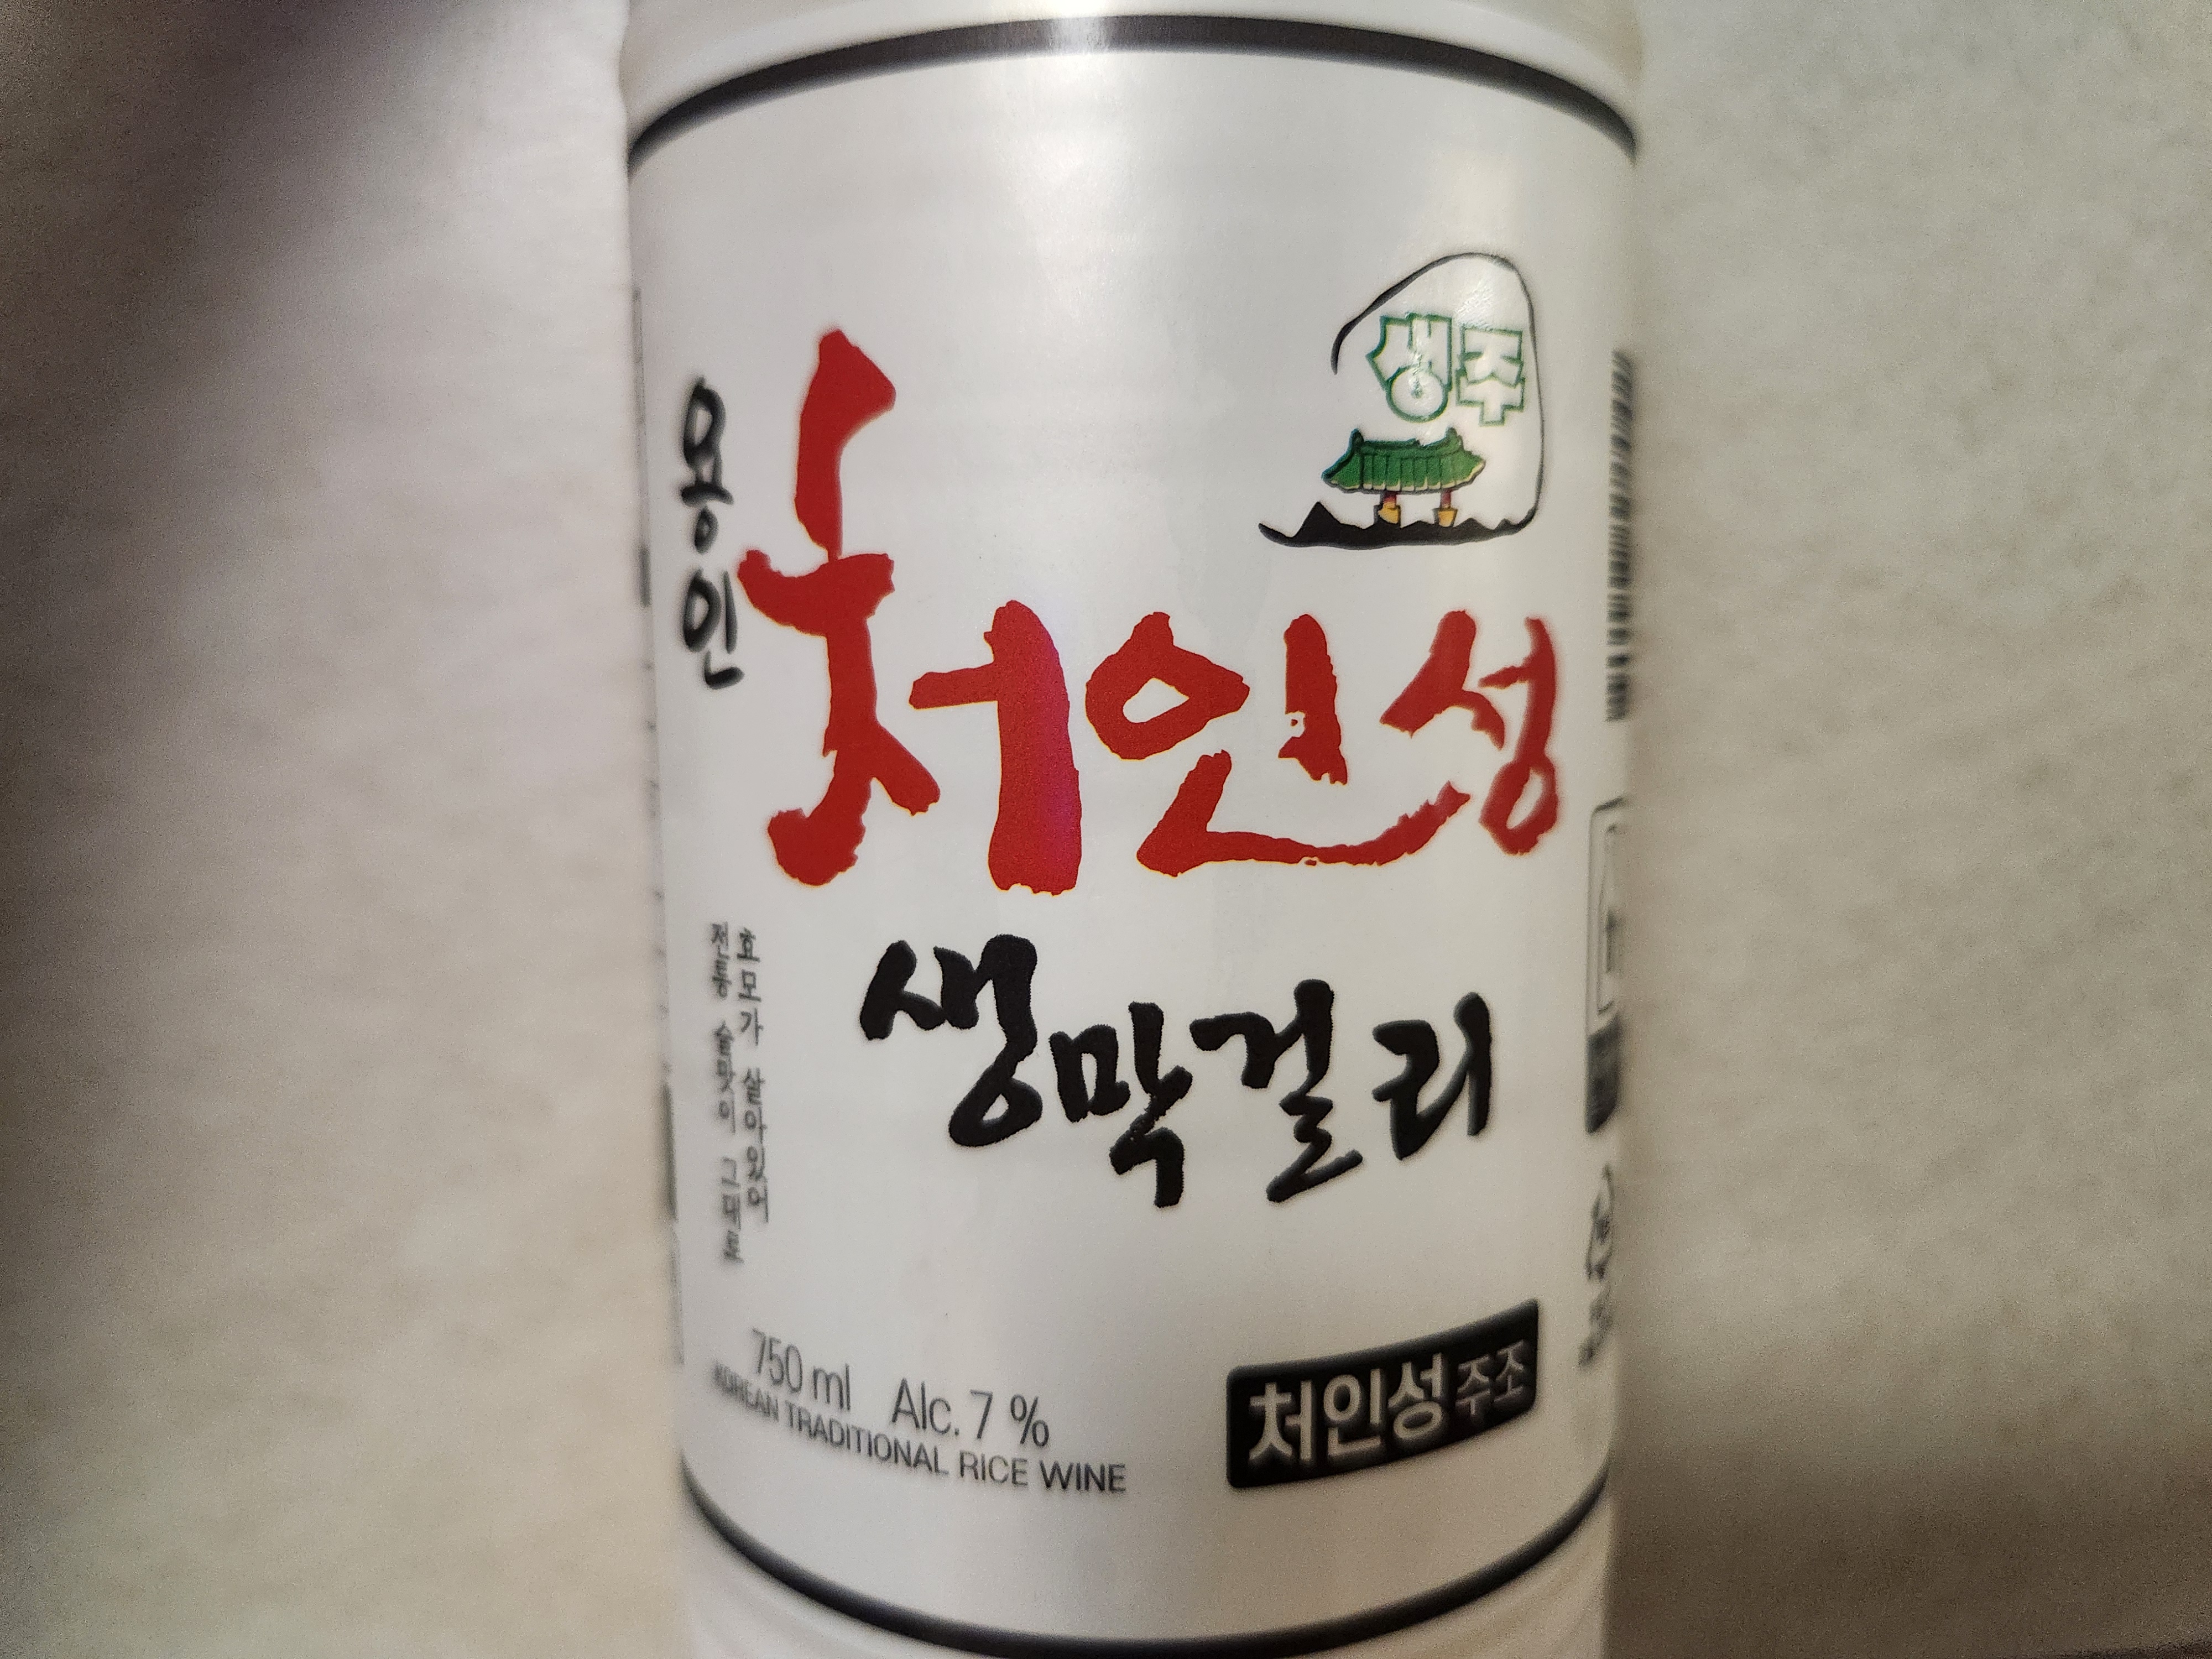 생주
용인
처인성
생막걸리
효모가 살아있어
전통 술맛이 그대로
750 ml Alc. 7 %
KOREAN TRADITIONAL RICE WINE
처인성주조